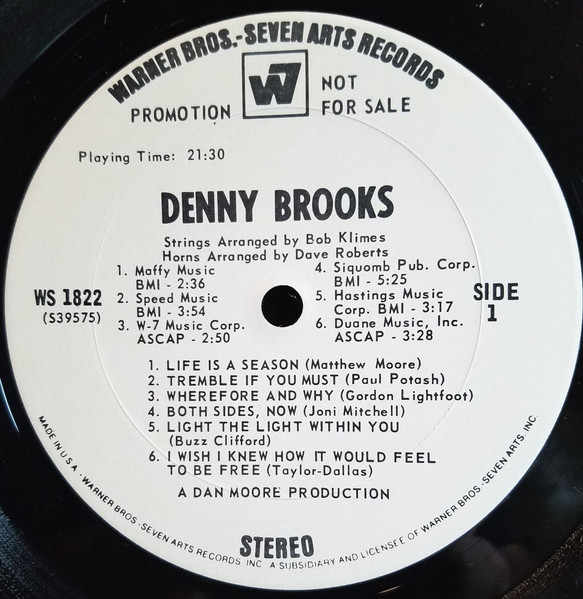 WARNER BROS.-SEVEN ARTS RECORDS
W7
PROMOTION
NOT
FOR SALE
Playing Time: 21:30
DENNY BROOKS
Strings Arranged by Bob Klimes
Horns Arranged by Dave Roberts
1. Maffy Music
BMI - 2:36
2. Speed Music
BMI - 3:54
3. W-7 Music Corp.
ASCAP - 2:50
4. Siquomb Pub. Corp.
BMI - 5:25
5. Hastings Music
Corp. BMI - 3:17
6. Duane Music, Inc.
ASCAP - 3:28
WS 1822
(S39575)
SIDE
1
1. LIFE IS A SEASON (Matthew Moore)
2. TREMBLE IF YOU MUST (Paul Potash)
3. WHEREFORE AND WHY (Gordon Lightfoot)
4. BOTH SIDES, NOW (Joni Mitchell)
5. LIGHT THE LIGHT WITHIN YOU
(Buzz Clifford)
6. I WISH I KNEW HOW IT WOULD FEEL
TO BE FREE (Taylor-Dallas)
A DAN MOORE PRODUCTION
STEREO
MADE IN U.S.A. - WARNER BROS.-SEVEN ARTS RECORDS INC. A SUBSIDIARY AND LICENSEE OF WARNER BROS.-SEVEN ARTS, INC.